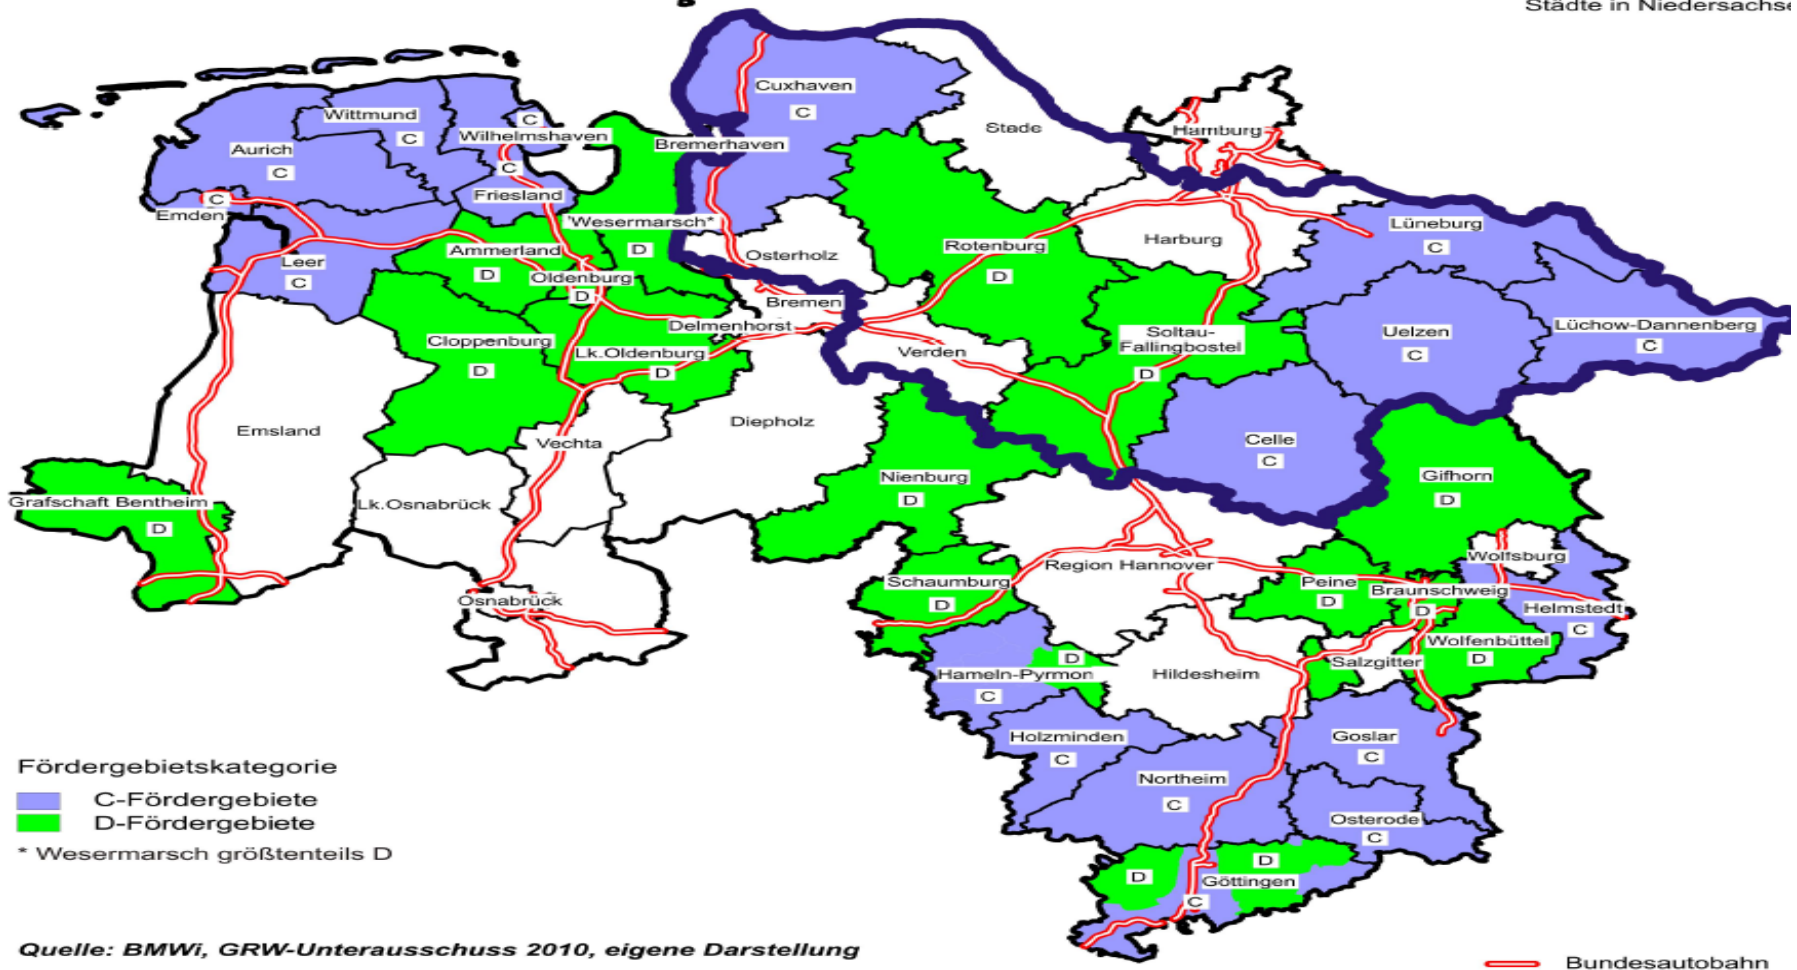 Städte in Niedersachse
Cuxhaven
C
Stade
Hamburg
Wittmund
C
C
Wilhelmshaven
Bremerhaven
Aurich
C
C
Friesland
C
Emden
'Wesermarsch*
D
Ammerland
D
Oldenburg
D
Leer
C
Osterholz
Rotenburg
D
Harburg
Lüneburg
C
Bremen
Delmenhorst
Cloppenburg
D
Lk.Oldenburg
D
Verden
Soltau-
Fallingbostel
D
Uelzen
C
Lüchow-Dannenberg
C
Emsland
Vechta
Diepholz
Celle
C
Nienburg
D
Gifhorn
D
Grafschaft Bentheim
D
Lk.Osnabrück
Wolfsburg
Region Hannover
Schaumburg
D
Peine
D
Braunschweig
D
Osnabrück
Helmstedt
C
Wolfenbüttel
D
Salzgitter
D
Hameln-Pyrmon
C
Hildesheim
Holzminden
C
Goslar
C
Northeim
C
Osterode
C
D
D
Göttingen
C
Fördergebietskategorie
C-Fördergebiete
D-Fördergebiete
* Wesermarsch größtenteils D
Quelle: BMWi, GRW-Unterausschuss 2010, eigene Darstellung
Bundesautobahn